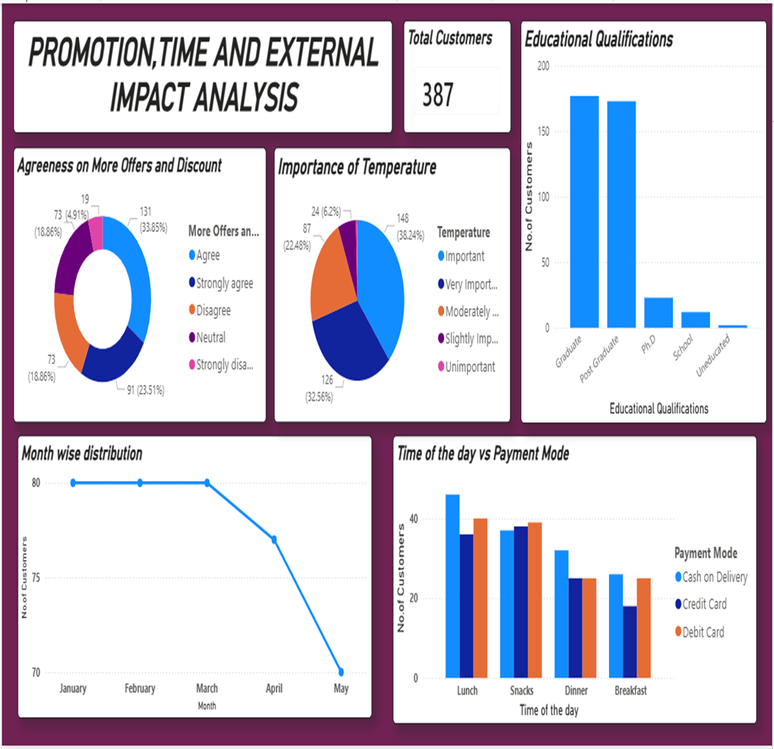 PROMOTION,TIME AND EXTERNAL
IMPACT ANALYSIS
Total Customers
387
Educational Qualifications
200
150
100
50
0
No.of Customers
Graduate
Post Graduate
Ph.D
School
Uneducated
Educational Qualifications
Agreeness on More Offers and Discount
19
(4.91%)
73
(18.86%)
131
(33.85%)
73
(18.86%)
91 (23.51%)
More Offers an...
Agree
Strongly agree
Disagree
Neutral
Strongly disa...
Importance of Temperature
24 (6.2%)
87
(22.48%)
148
(38.24%)
126
(32.56%)
Temperature
Important
Very Import...
Moderately ...
Slightly Imp...
Unimportant
Month wise distribution
80
75
70
No.of Customers
January
February
March
April
May
Month
Time of the day vs Payment Mode
40
20
0
No.of Customers
Lunch
Snacks
Dinner
Breakfast
Time of the day
Payment Mode
Cash on Delivery
Credit Card
Debit Card